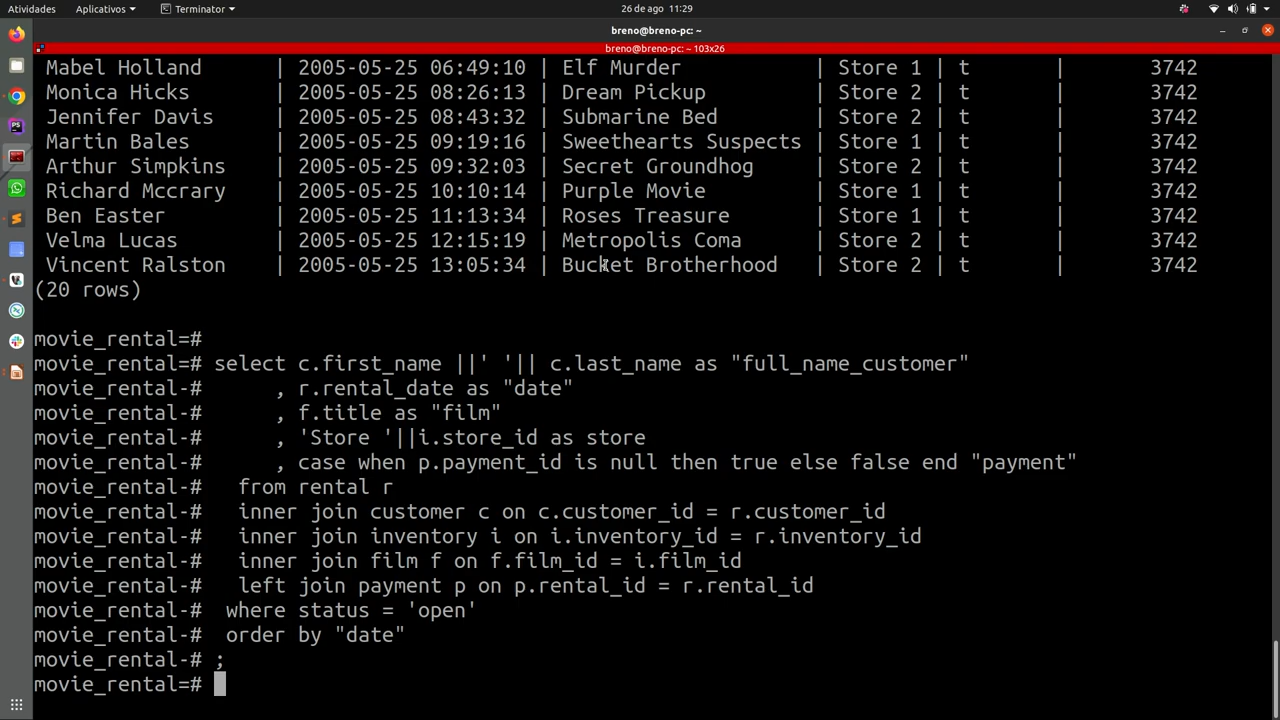 Atividades Aplicativos Terminator 26 de ago 11:29
breno@breno-pc: ~
breno@breno-pc: ~ 103x26
Mabel Holland | 2005-05-25 06:49:10 | Elf Murder | Store 1 | t | 3742
Monica Hicks | 2005-05-25 08:26:13 | Dream Pickup | Store 2 | t | 3742
Jennifer Davis | 2005-05-25 08:43:32 | Submarine Bed | Store 2 | t | 3742
Martin Bales | 2005-05-25 09:19:16 | Sweethearts Suspects | Store 1 | t | 3742
Arthur Simpkins | 2005-05-25 09:32:03 | Secret Groundhog | Store 2 | t | 3742
Richard Mccrary | 2005-05-25 10:10:14 | Purple Movie | Store 1 | t | 3742
Ben Easter | 2005-05-25 11:13:34 | Roses Treasure | Store 1 | t | 3742
Velma Lucas | 2005-05-25 12:15:19 | Metropolis Coma | Store 2 | t | 3742
Vincent Ralston | 2005-05-25 13:05:34 | Bucket Brotherhood | Store 2 | t | 3742
(20 rows)
movie_rental=#
movie_rental=# select c.first_name ||' '|| c.last_name as "full_name_customer"
movie_rental-# , r.rental_date as "date"
movie_rental-# , f.title as "film"
movie_rental-# , 'Store '||i.store_id as store
movie_rental-# , case when p.payment_id is null then true else false end "payment"
movie_rental-# from rental r
movie_rental-# inner join customer c on c.customer_id = r.customer_id
movie_rental-# inner join inventory i on i.inventory_id = r.inventory_id
movie_rental-# inner join film f on f.film_id = i.film_id
movie_rental-# left join payment p on p.rental_id = r.rental_id
movie_rental-# where status = 'open'
movie_rental-# order by "date"
movie_rental-# ;
movie_rental=#